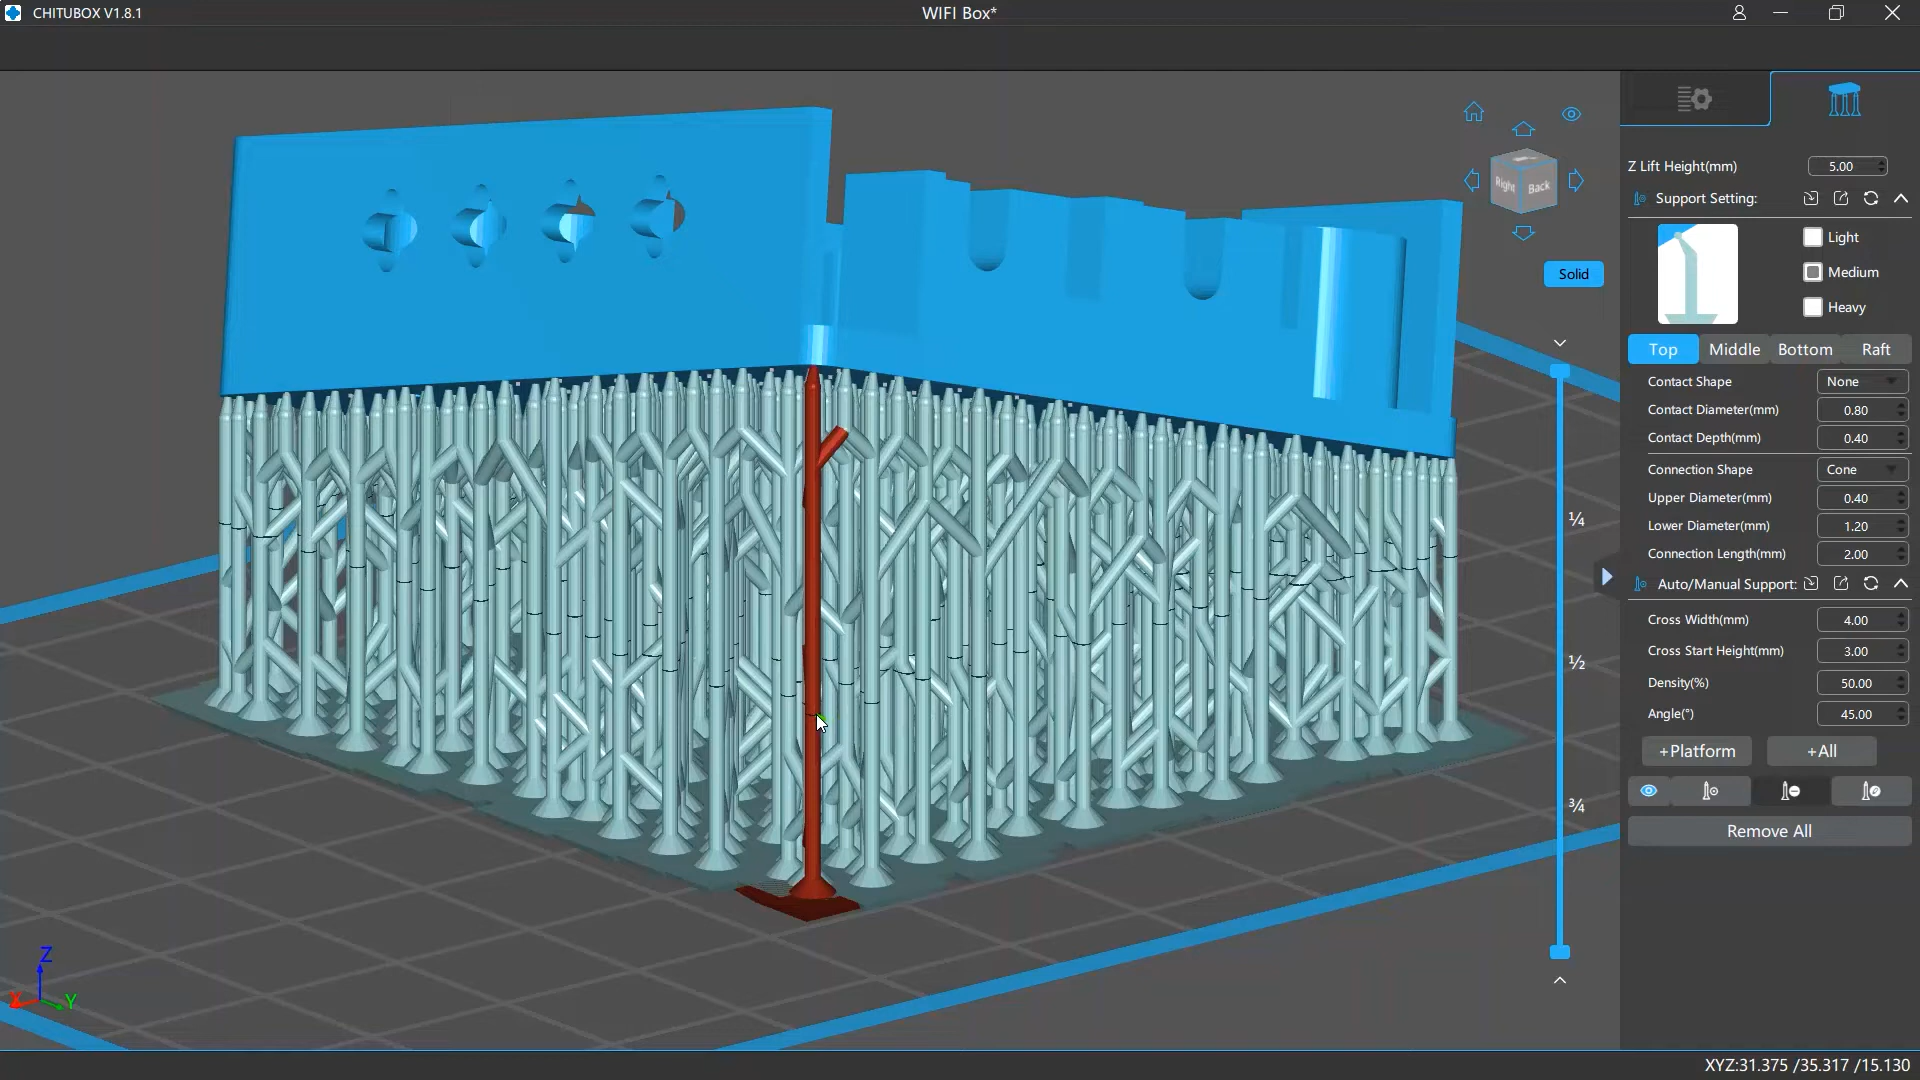 CHITUBOX V1.8.1
WIFI Box*
Z Lift Height(mm) 5.00
Support Setting:
Light
Medium
Heavy
Top Middle Bottom Raft
Contact Shape None
Contact Diameter(mm) 0.80
Contact Depth(mm) 0.40
Connection Shape Cone
Upper Diameter(mm) 0.40
Lower Diameter(mm) 1.20
Connection Length(mm) 2.00
Auto/Manual Support:
Cross Width(mm) 4.00
Cross Start Height(mm) 3.00
Density(%) 50.00
Angle(°) 45.00
+Platform +All
Remove All
Right Back
Solid
¼
½
¾
Z
X Y
XYZ:31.375 /35.317 /15.130